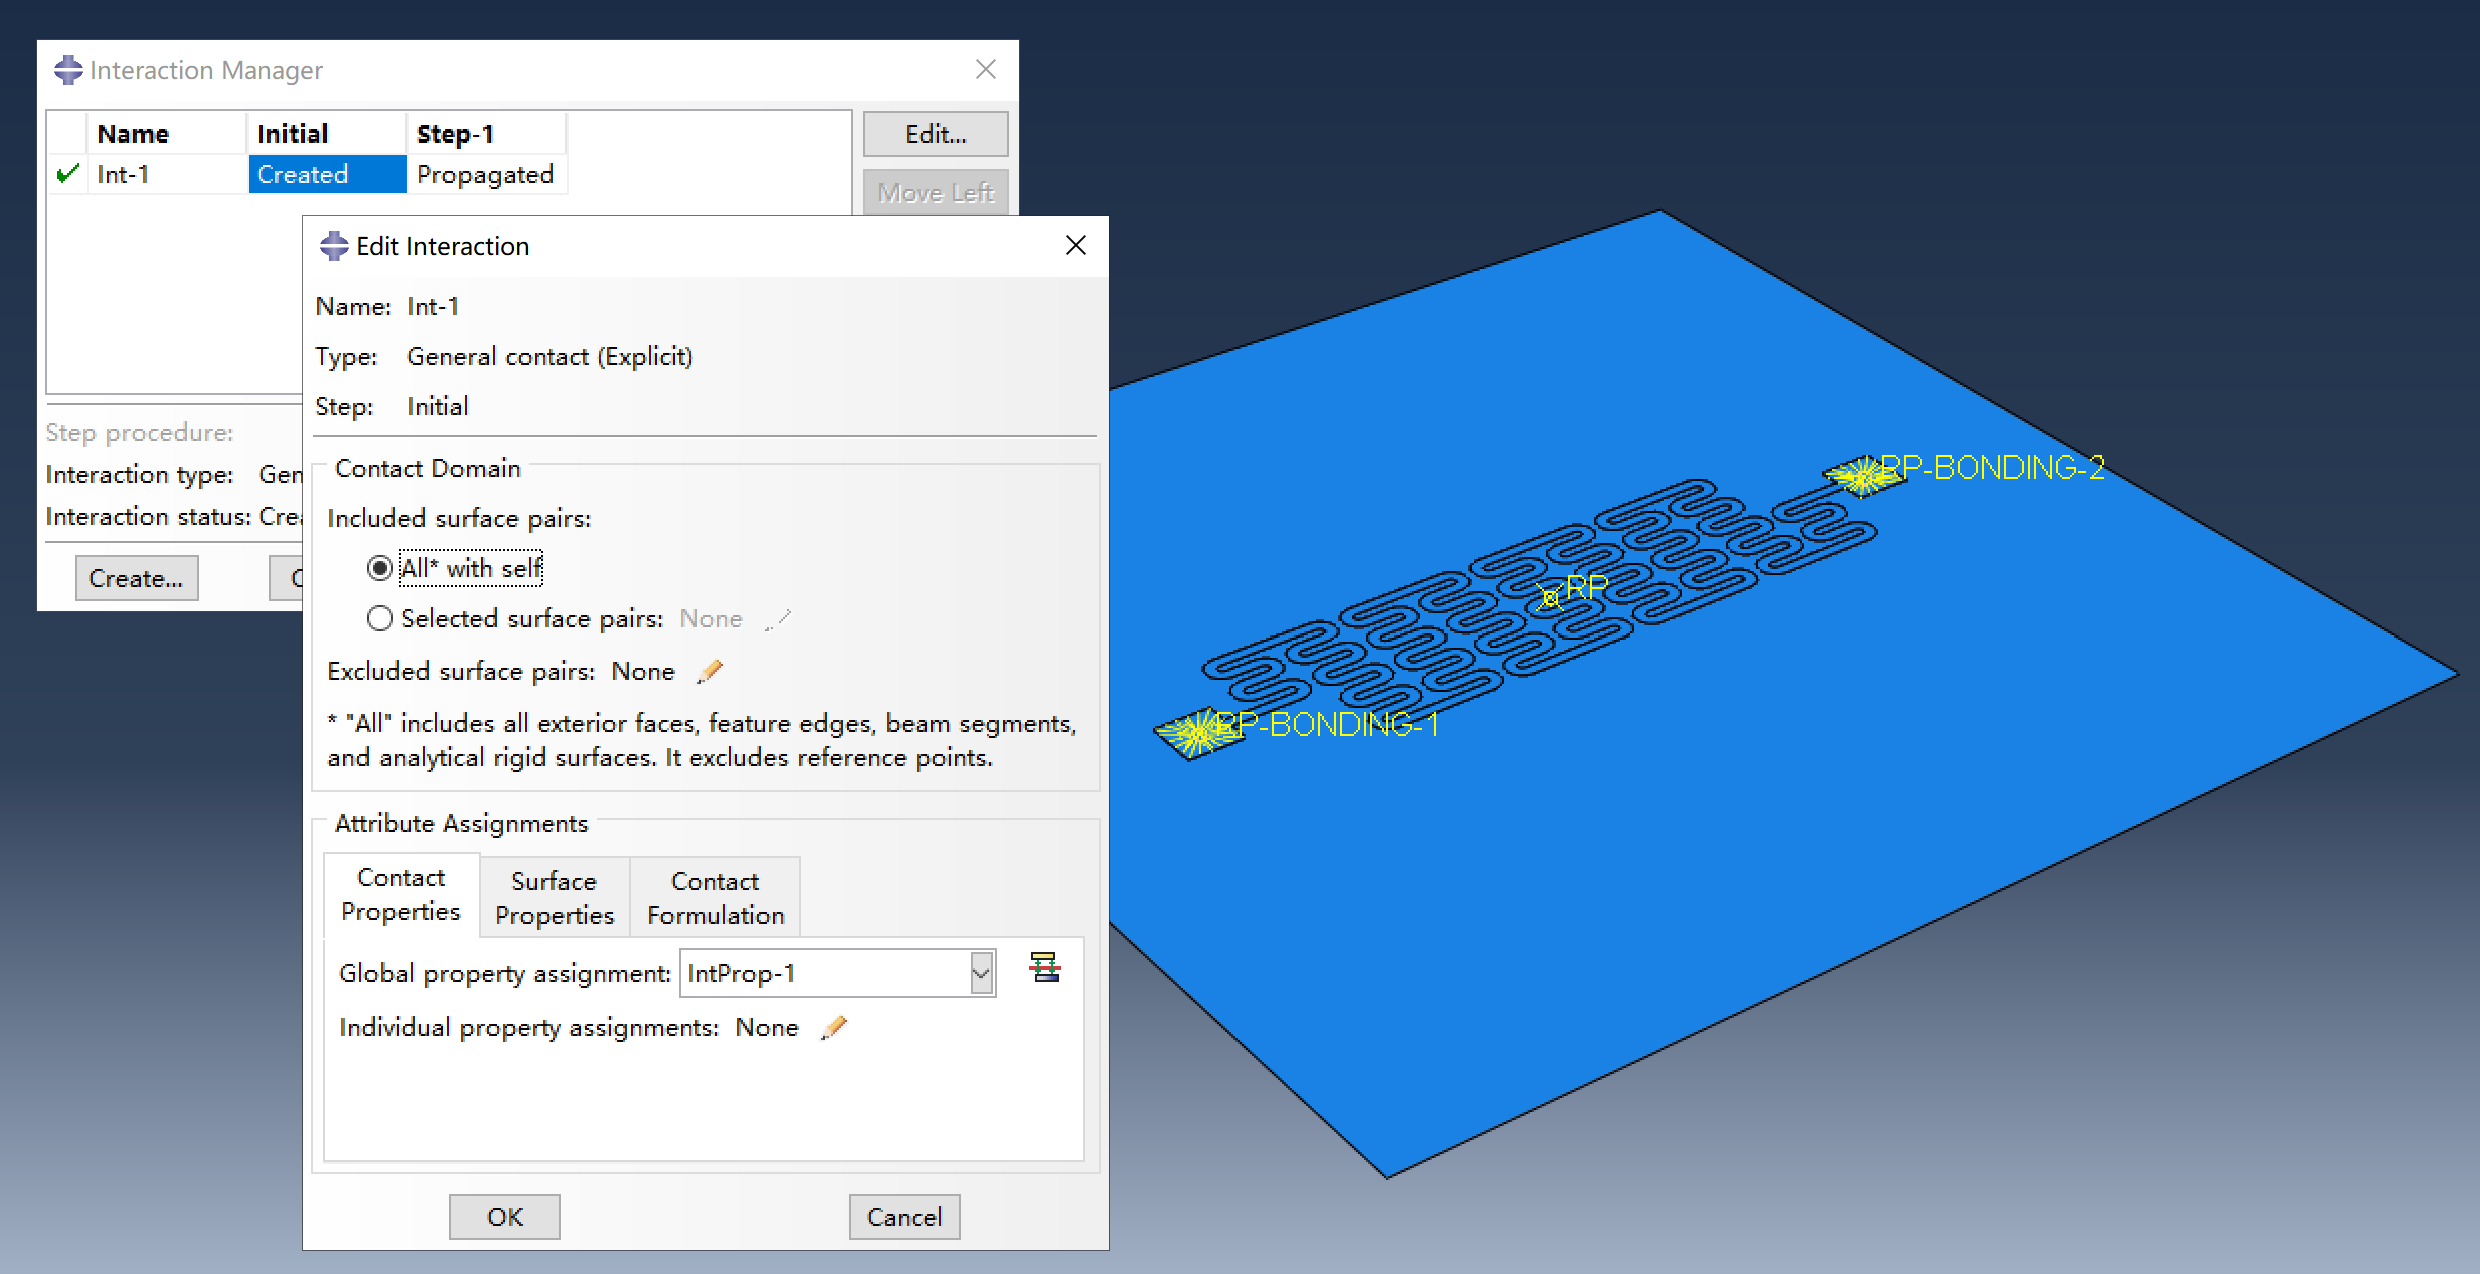 Interaction Manager
Name Initial Step-1
Int-1 Created Propagated
Edit...
Move Left
Step procedure:
Interaction type: Gen
Interaction status: Crea
Create...
C
Edit Interaction
Name: Int-1
Type: General contact (Explicit)
Step: Initial
Contact Domain
Included surface pairs:
All* with self
Selected surface pairs: None
Excluded surface pairs: None
* "All" includes all exterior faces, feature edges, beam segments,
and analytical rigid surfaces. It excludes reference points.
Attribute Assignments
Contact
Properties
Surface
Properties
Contact
Formulation
Global property assignment: IntProp-1
Individual property assignments: None
OK
Cancel
RP-BONDING-2
RP
RP-BONDING-1